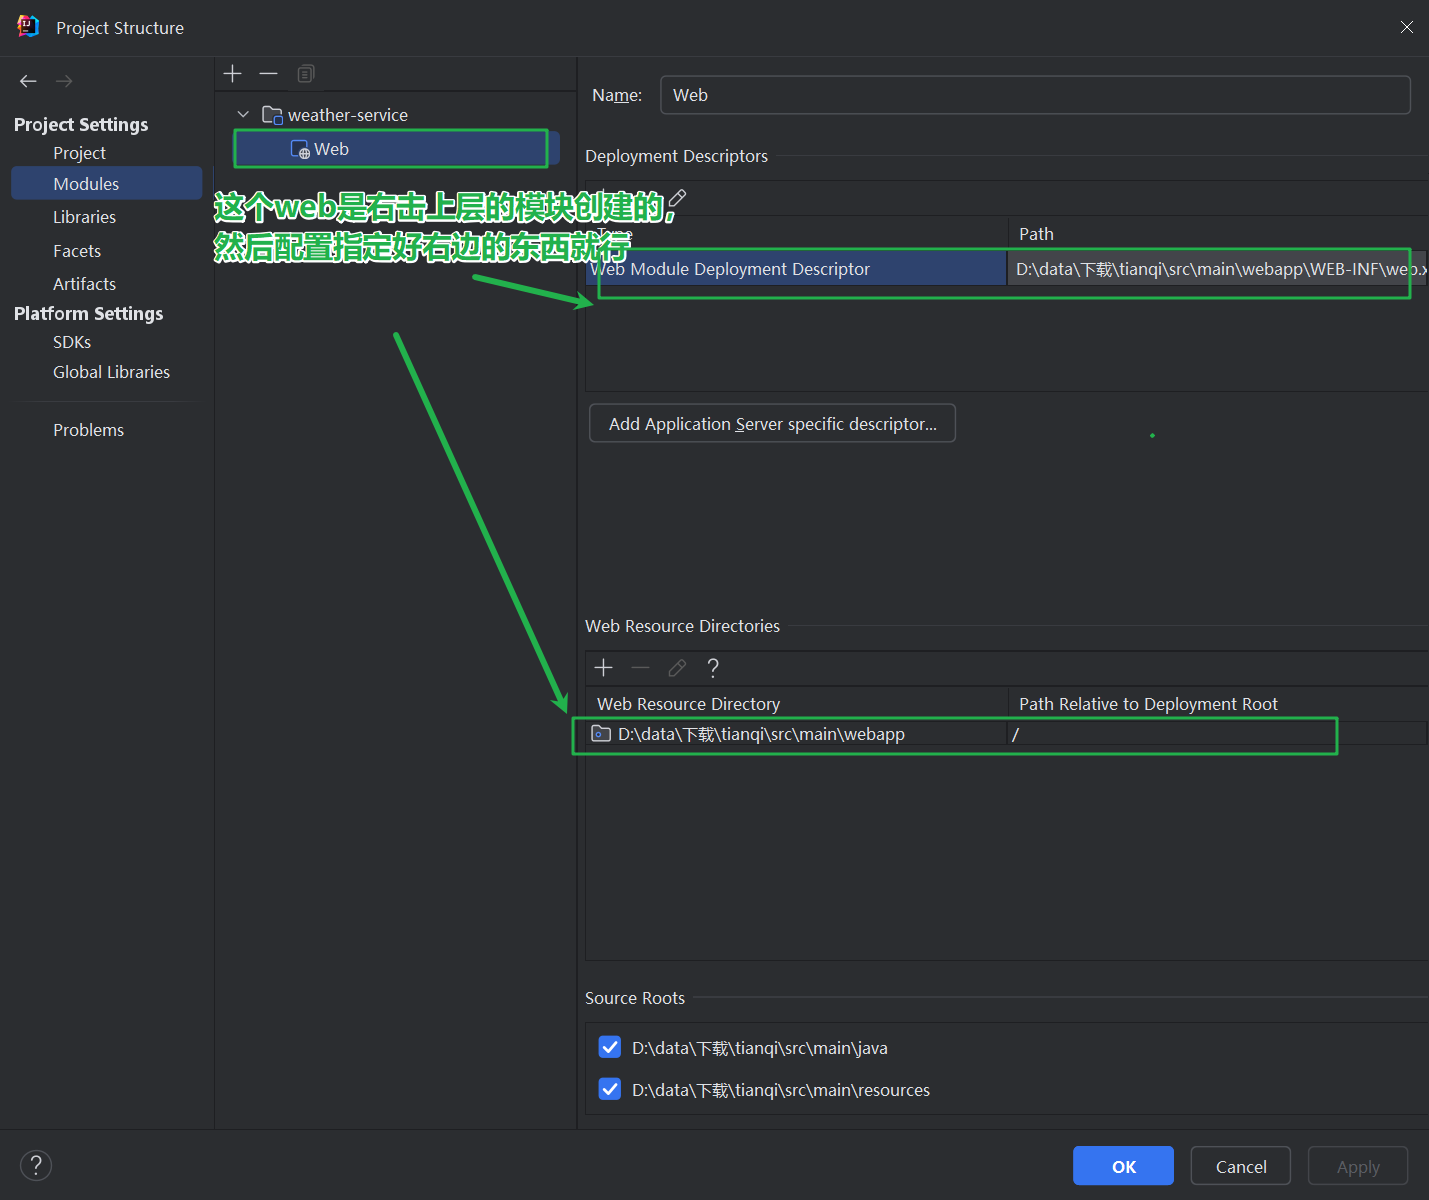 Project Structure
Project Settings
Project
Modules
Libraries
Facets
Artifacts
Platform Settings
SDKs
Global Libraries
Problems
weather-service
Web
这个web是右击上层的模块创建的，
然后配置指定好右边的东西就行
Name:
Web
Deployment Descriptors
Type
Path
Web Module Deployment Descriptor
D:\data\下载\tianqi\src\main\webapp\WEB-INF\web.x
Add Application Server specific descriptor...
Web Resource Directories
?
Web Resource Directory
Path Relative to Deployment Root
D:\data\下载\tianqi\src\main\webapp
/
Source Roots
D:\data\下载\tianqi\src\main\java
D:\data\下载\tianqi\src\main\resources
?
OK
Cancel
Apply